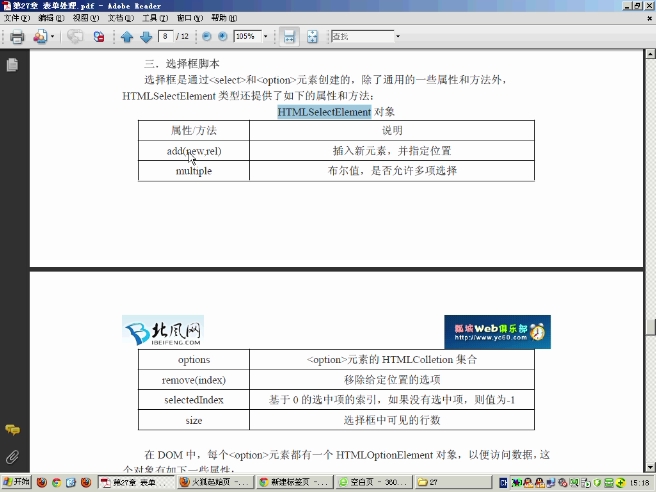 第27章 表单处理.pdf - Adobe Reader
文件(F) 编辑(E) 视图(V) 文档(D) 工具(T) 窗口(W) 帮助(H)
8 / 12 105% 查找
三．选择框脚本
选择框是通过<select>和<option>元素创建的，除了通用的一些属性和方法外，
HTMLSelectElement 类型还提供了如下的属性和方法：
HTMLSelectElement 对象
属性/方法 说明
add(new,rel) 插入新元素，并指定位置
multiple 布尔值，是否允许多项选择
北风网
IBEIFENG.COM
瓢城Web俱乐部
http://www.yc60.com
options <option>元素的 HTMLColletion 集合
remove(index) 移除给定位置的选项
selectedIndex 基于 0 的选中项的索引，如果没有选中项，则值为-1
size 选择框中可见的行数
在 DOM 中，每个<option>元素都有一个 HTMLOptionElement 对象，以便访问数据，这
个对象有如下一些属性：
开始 第27章 表单... 火狐起始页 - ... 新建标签页 - ... 空白页 - 360... 27 15:18